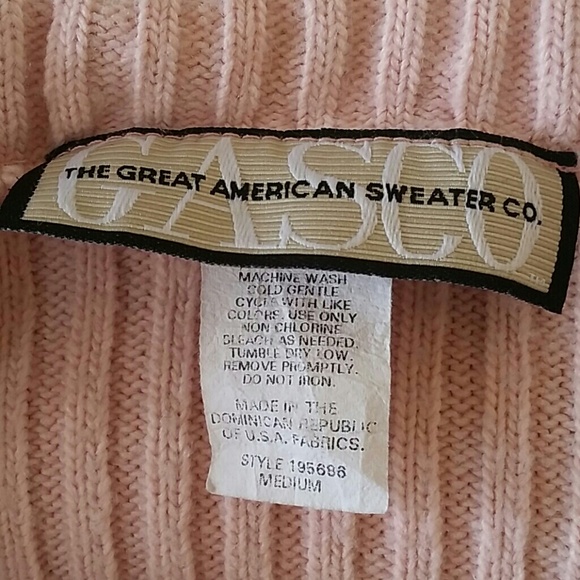 GASCO
THE GREAT AMERICAN SWEATER CO.
MACHINE WASH
COLD GENTLE
CYCLE WITH LIKE
COLORS. USE ONLY
NON CHLORINE
BLEACH AS NEEDED.
TUMBLE DRY LOW.
REMOVE PROMPTLY.
DO NOT IRON.
MADE IN THE
DOMINICAN REPUBLIC
OF U.S.A. FABRICS.
STYLE 195686
MEDIUM